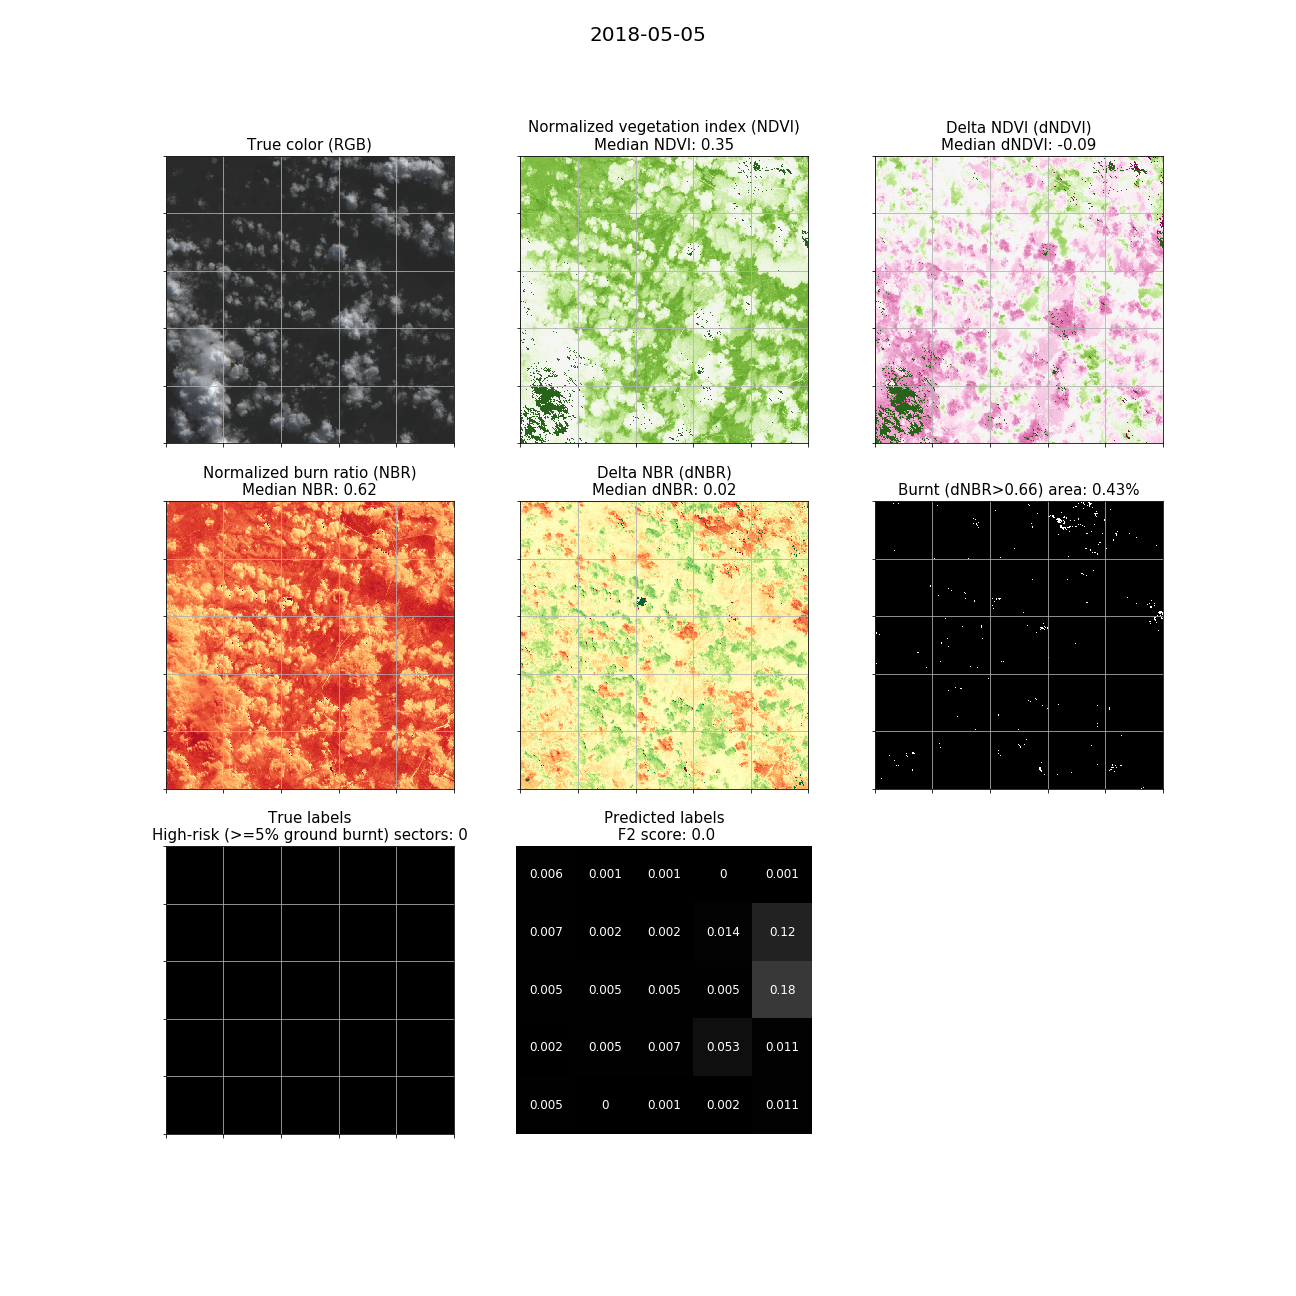 2018-05-05
True color (RGB)
Normalized vegetation index (NDVI)
Median NDVI: 0.35
Delta NDVI (dNDVI)
Median dNDVI: -0.09
Normalized burn ratio (NBR)
Median NBR: 0.62
Delta NBR (dNBR)
Median dNBR: 0.02
Burnt (dNBR>0.66) area: 0.43%
True labels
High-risk (>=5% ground burnt) sectors: 0
Predicted labels
F2 score: 0.0
0.006 0.001 0.001 0 0.001
0.007 0.002 0.002 0.014 0.12
0.005 0.005 0.005 0.005 0.18
0.002 0.005 0.007 0.053 0.011
0.005 0 0.001 0.002 0.011